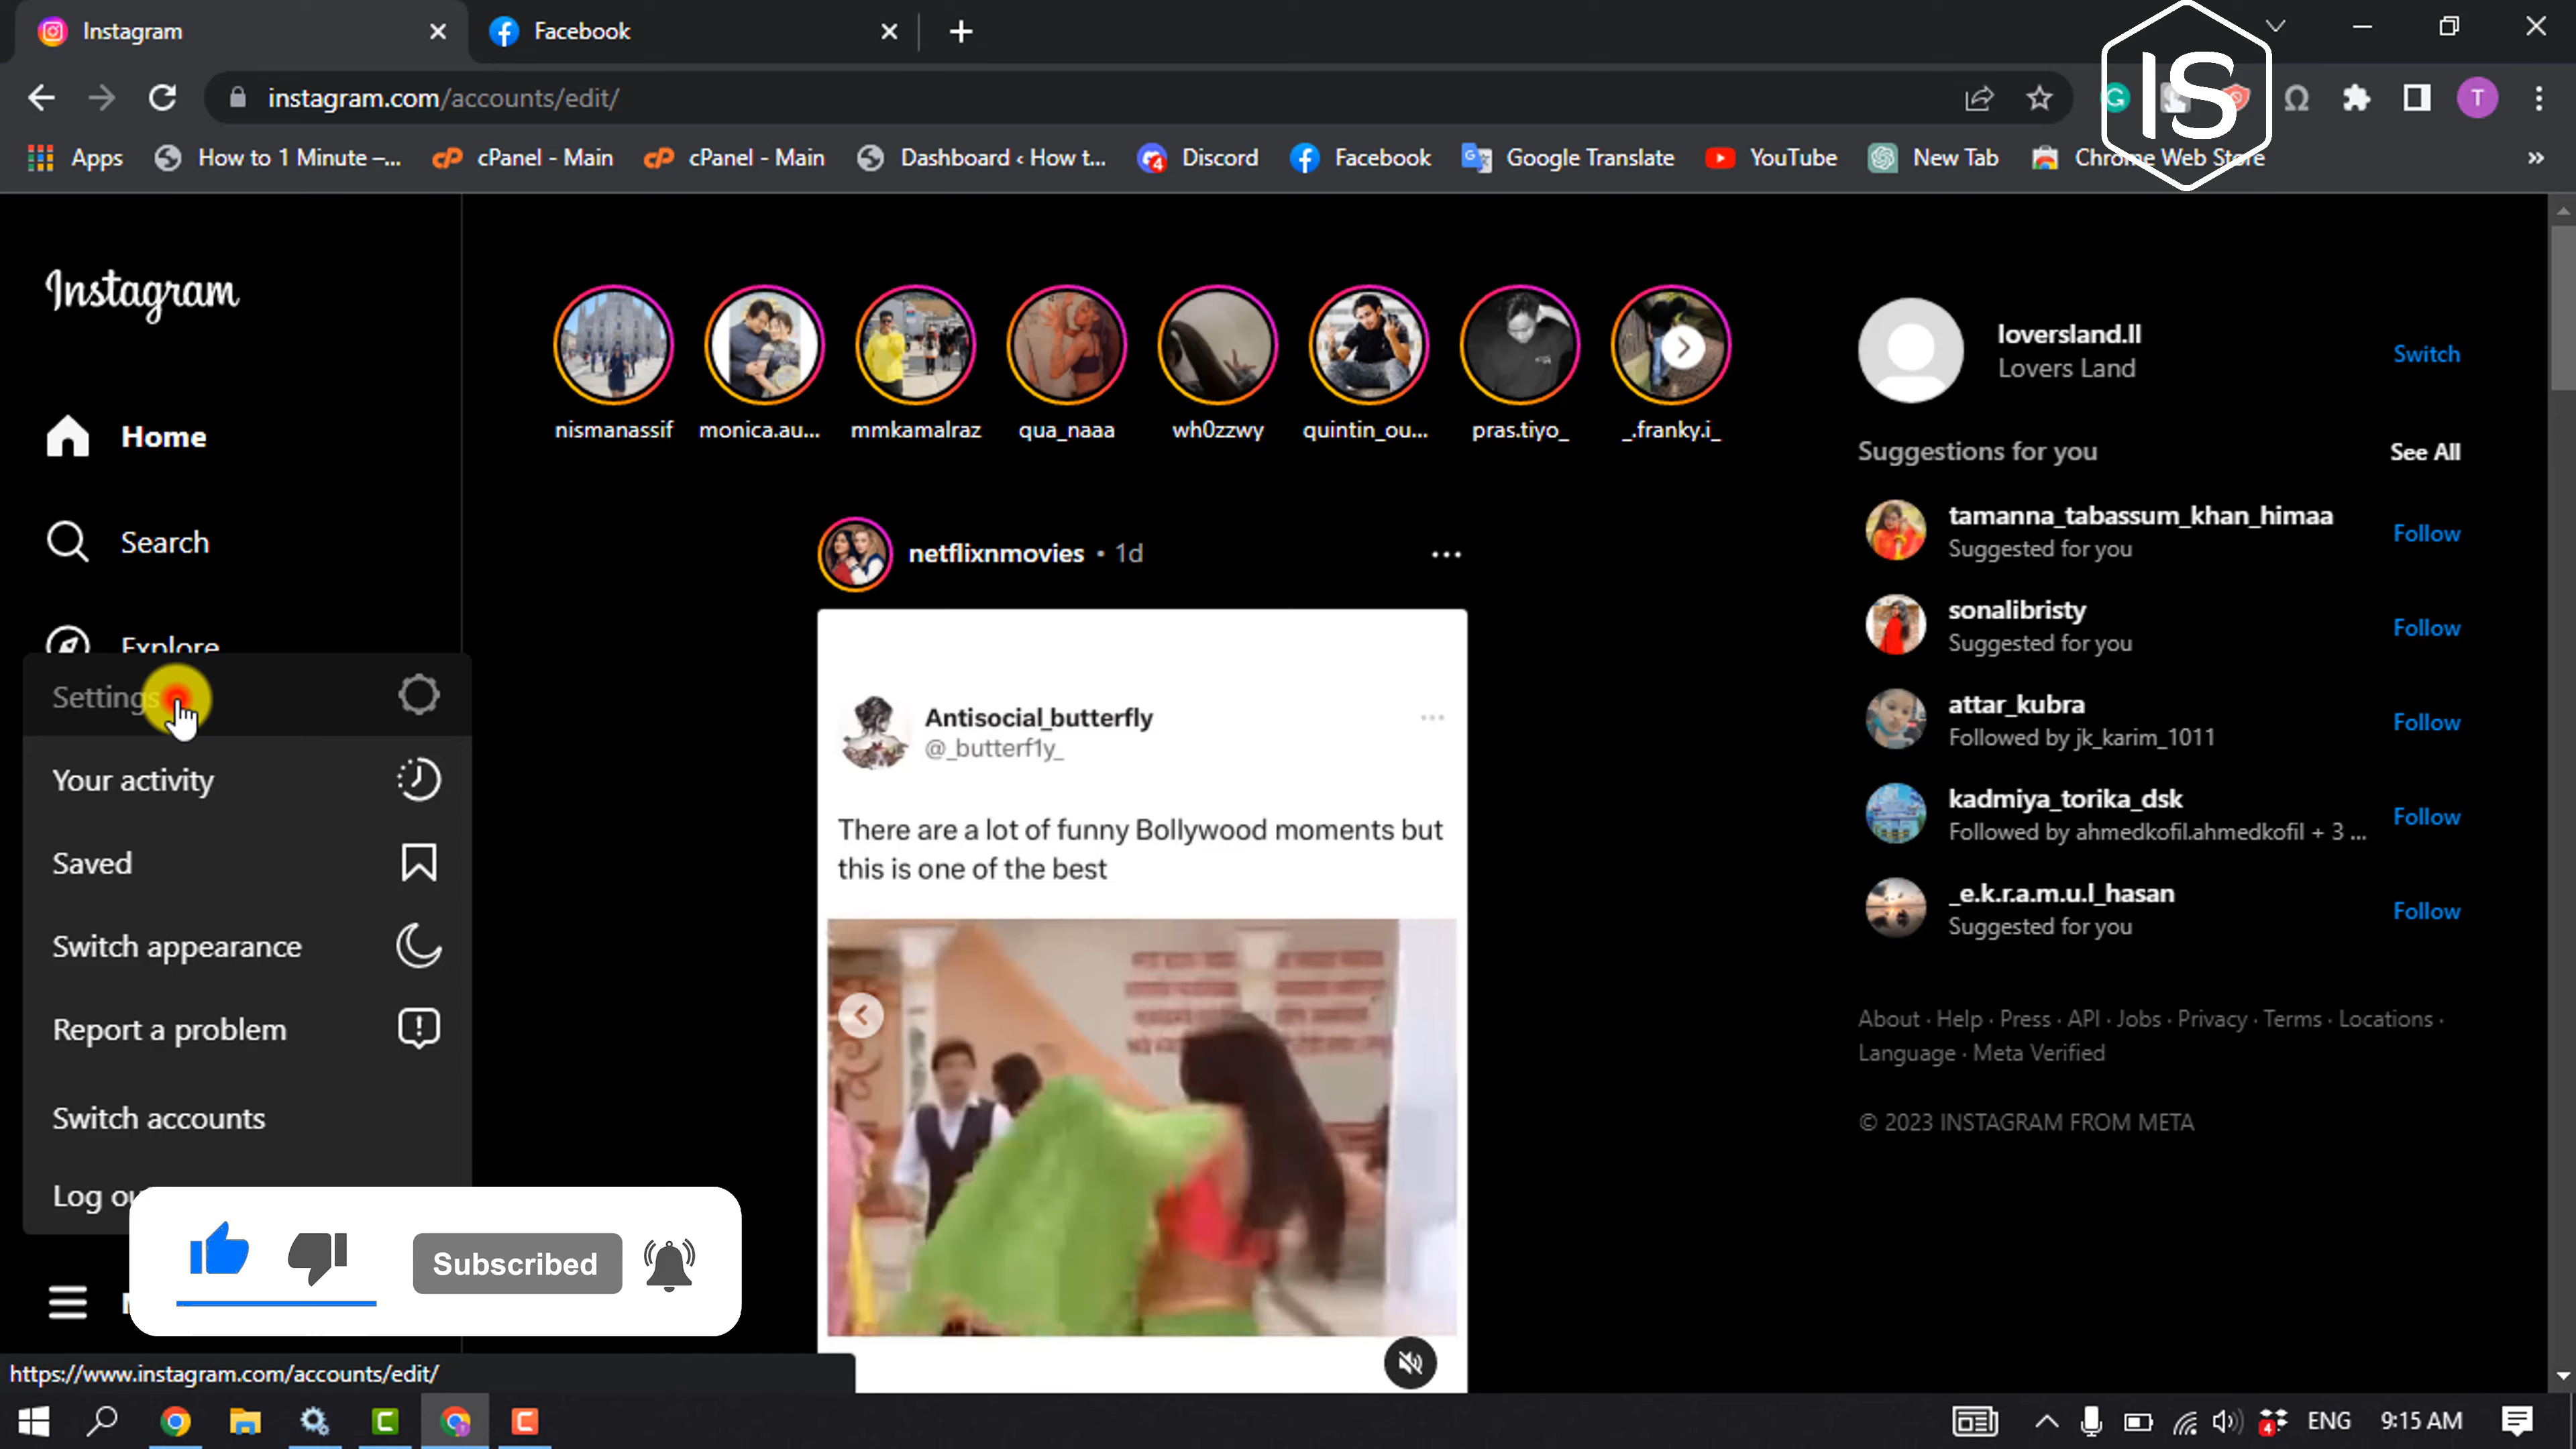 Instagram
Facebook
instagram.com/accounts/edit/
T
IS
Apps
How to 1 Minute –...
cPanel - Main
cPanel - Main
Dashboard ‹ How t...
Discord
Facebook
Google Translate
YouTube
New Tab
Chrome Web Store
Instagram
Home
Search
Explore
Settings
Your activity
Saved
Switch appearance
Report a problem
Switch accounts
Subscribed
https://www.instagram.com/accounts/edit/
nismanassif
monica.au...
mmkamalraz
qua_naaa
wh0zzwy
quintin_ou...
pras.tiyo_
_.franky.i_
netflixnmovies • 1d
Antisocial_butterfly
@_butterf1y_
There are a lot of funny Bollywood moments but
this is one of the best
loversland.ll
Lovers Land
Switch
Suggestions for you
See All
tamanna_tabassum_khan_himaa
Suggested for you
Follow
sonalibristy
Suggested for you
Follow
attar_kubra
Followed by jk_karim_1011
Follow
kadmiya_torika_dsk
Followed by ahmedkofil.ahmedkofil + 3 ...
Follow
_e.k.r.a.m.u.l_hasan
Suggested for you
Follow
About · Help · Press · API · Jobs · Privacy · Terms · Locations ·
Language · Meta Verified
© 2023 INSTAGRAM FROM META
ENG
9:15 AM